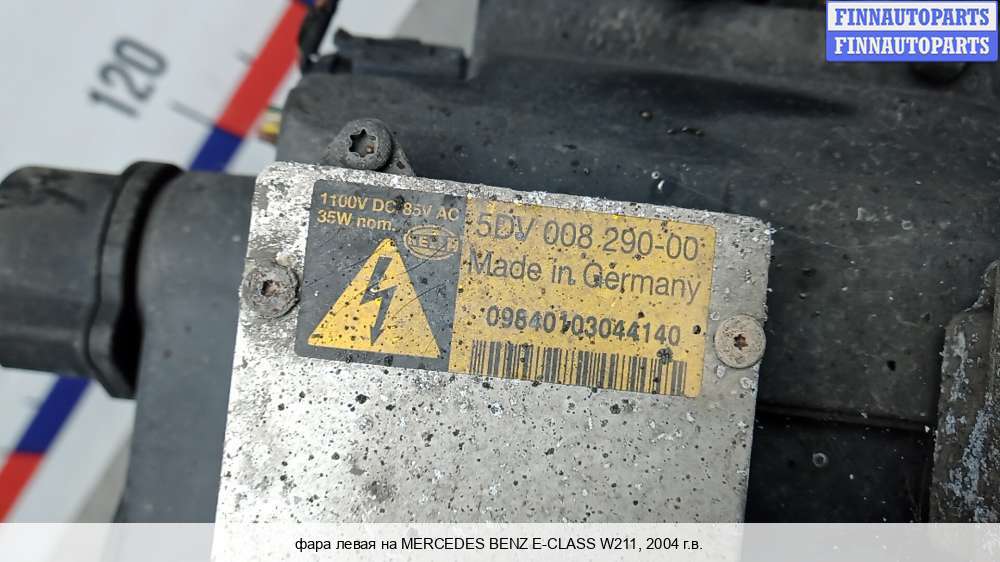 FINNAUTOPARTS
FINNAUTOPARTS
120
1100V DC 85V AC
35W nom.
HELLA
5DV 008 290-00
Made in Germany
09840103044140
фара левая на MERCEDES BENZ E-CLASS W211, 2004 г.в.